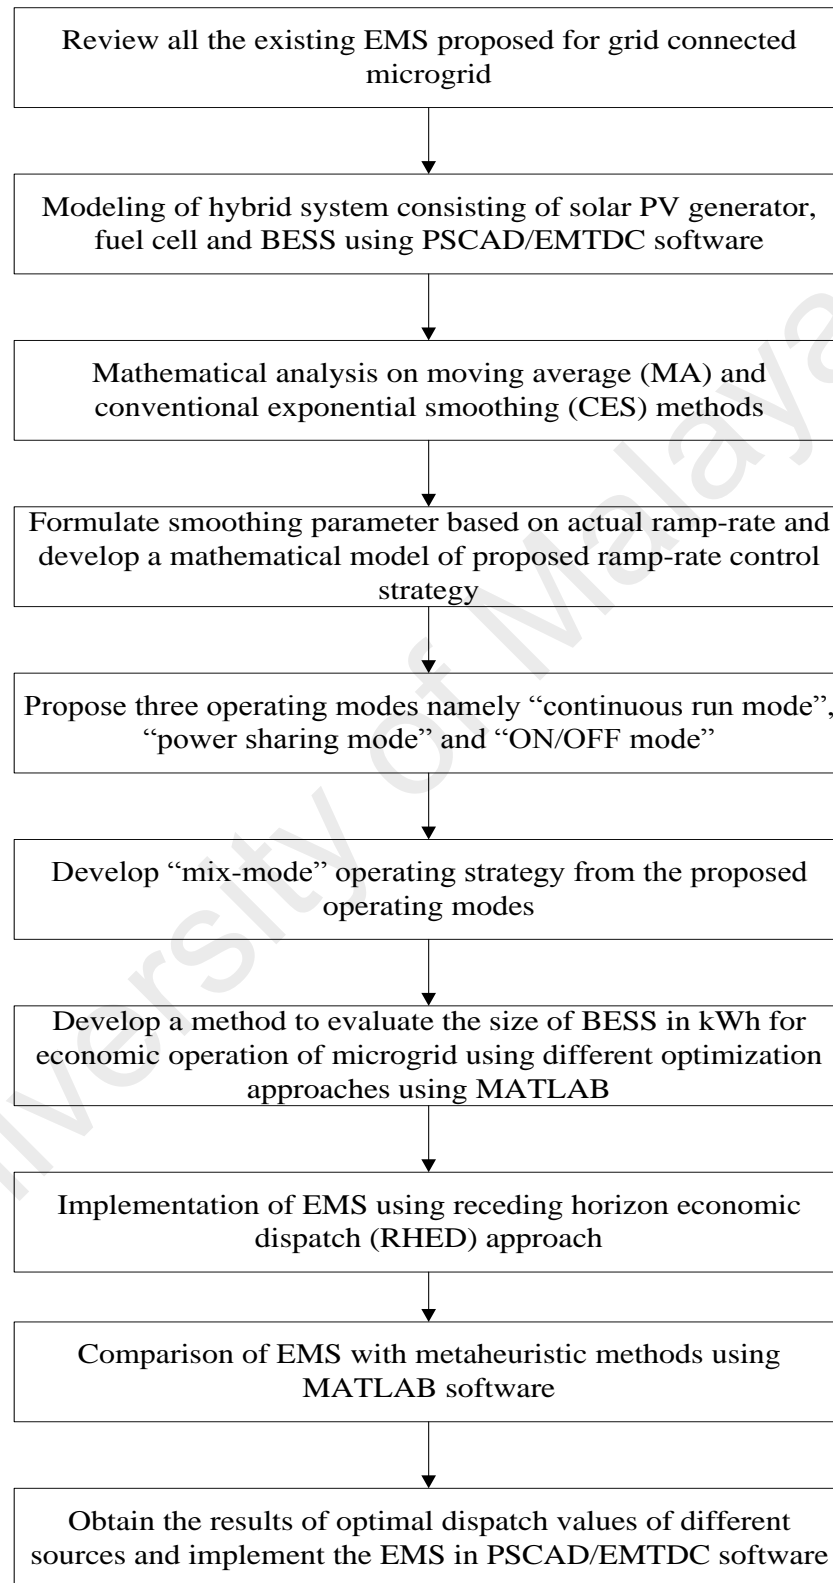 Review all the existing EMS proposed for grid connected
microgrid
Modeling of hybrid system consisting of solar PV generator,
fuel cell and BESS using PSCAD/EMTDC software
Mathematical analysis on moving average (MA) and
conventional exponential smoothing (CES) methods
Formulate smoothing parameter based on actual ramp-rate and
develop a mathematical model of proposed ramp-rate control
strategy
Propose three operating modes namely “continuous run mode”,
“power sharing mode” and “ON/OFF mode”
Develop “mix-mode” operating strategy from the proposed
operating modes
Develop a method to evaluate the size of BESS in kWh for
economic operation of microgrid using different optimization
approaches using MATLAB
Implementation of EMS using receding horizon economic
dispatch (RHED) approach
Comparison of EMS with metaheuristic methods using
MATLAB software
Obtain the results of optimal dispatch values of different
sources and implement the EMS in PSCAD/EMTDC software
iversity of Malaya